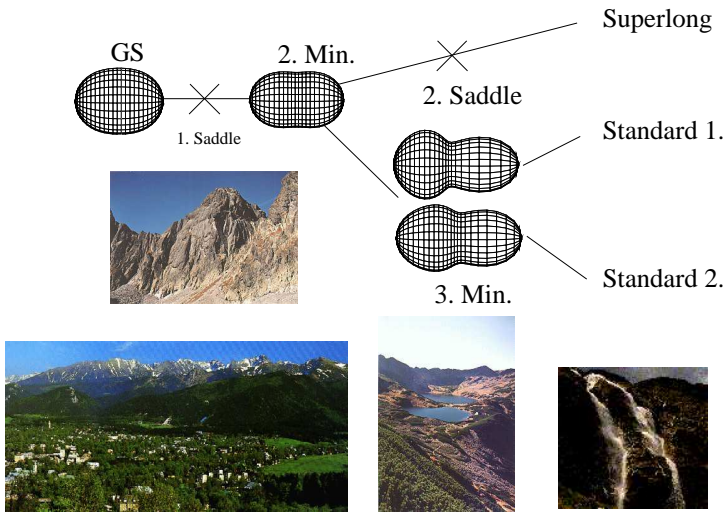 Superlong
GS
2. Min.
2. Saddle
1. Saddle
Standard 1.
Standard 2.
3. Min.